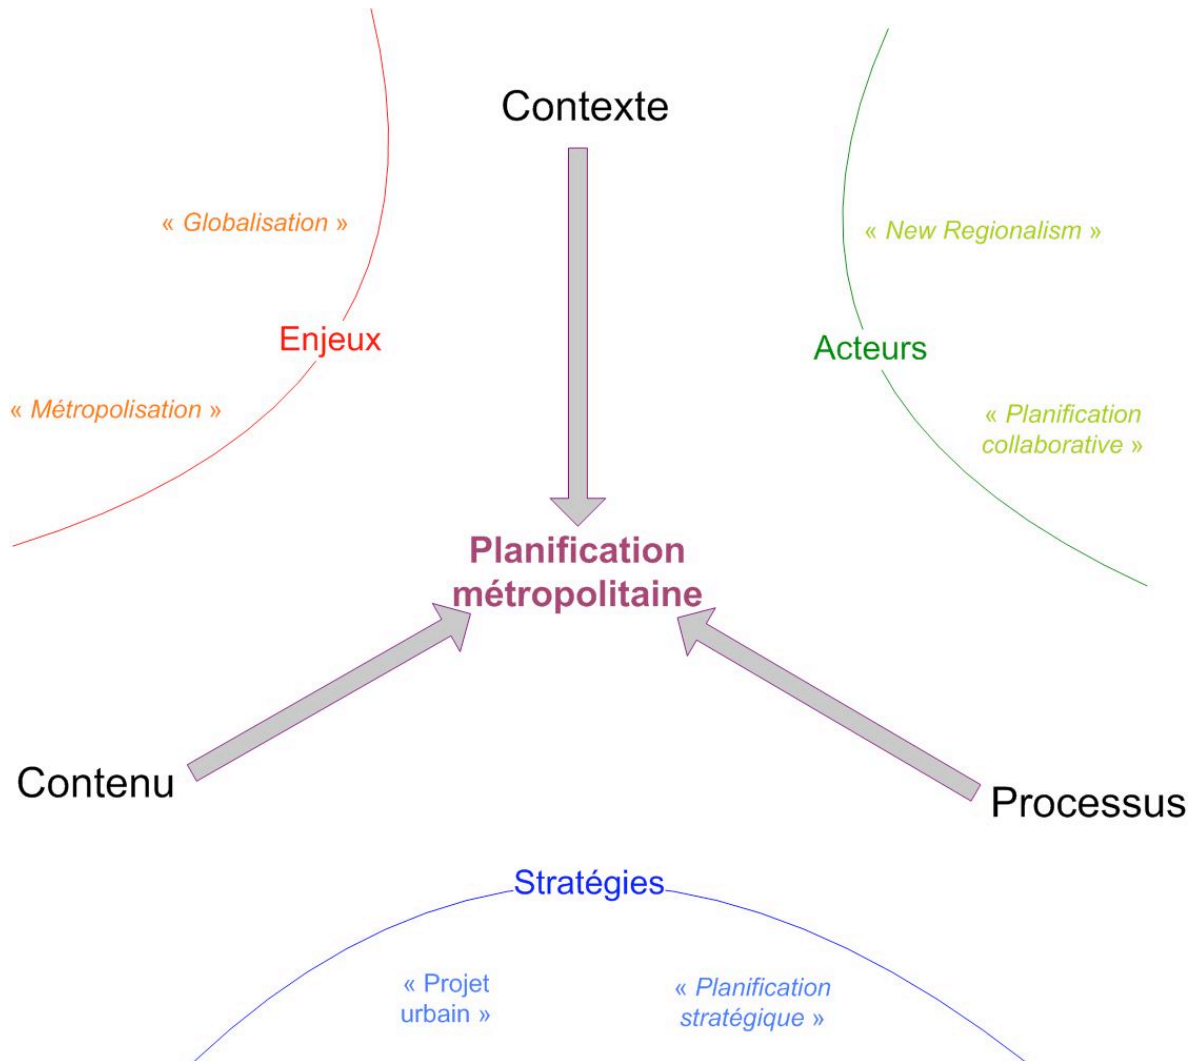 Contexte
« Globalisation »
« New Regionalism »
Enjeux
Acteurs
« Métropolisation »
« Planification
collaborative »
Planification
métropolitaine
Contenu
Processus
Stratégies
« Projet
urbain »
« Planification
stratégique »